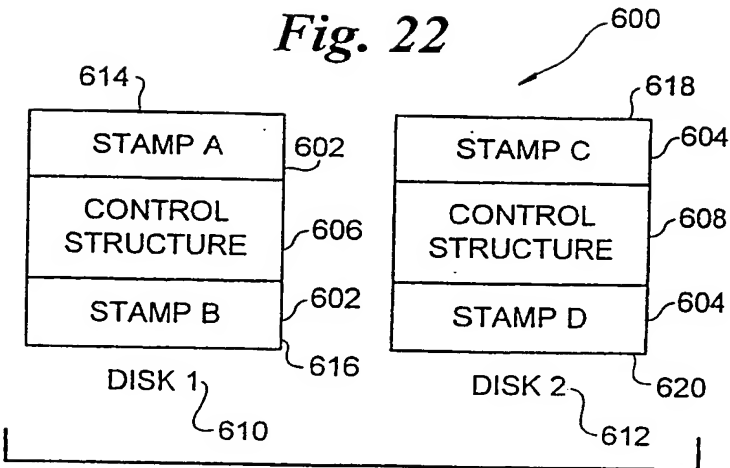 Fig. 22
600
614
618
STAMP A
602
STAMP C
604
CONTROL
STRUCTURE
606
CONTROL
STRUCTURE
608
STAMP B
602
STAMP D
604
616
620
DISK 1
610
DISK 2
612